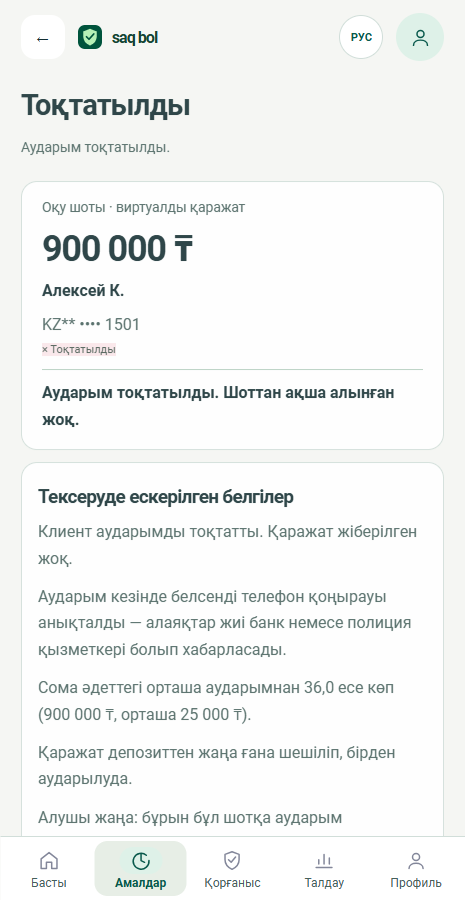 ←
saq bol
РУС
Тоқтатылды
Аударым тоқтатылды.
Оқу шоты · виртуалды қаражат
900 000 ₸
Алексей К.
KZ** •••• 1501
× Тоқтатылды
Аударым тоқтатылды. Шоттан ақша алынған
жоқ.
Тексеруде ескерілген белгілер
Клиент аударымды тоқтатты. Қаражат жіберілген
жоқ.
Аударым кезінде белсенді телефон қоңырауы
анықталды — алаяқтар жиі банк немесе полиция
қызметкері болып хабарласады.
Сома әдеттегі орташа аударымнан 36,0 есе көп
(900 000 ₸, орташа 25 000 ₸).
Қаражат депозиттен жаңа ғана шешіліп, бірден
аударылуда.
Алушы жаңа: бұрын бұл шотқа аударым
Басты Амалдар Қорғаныс Талдау Профиль